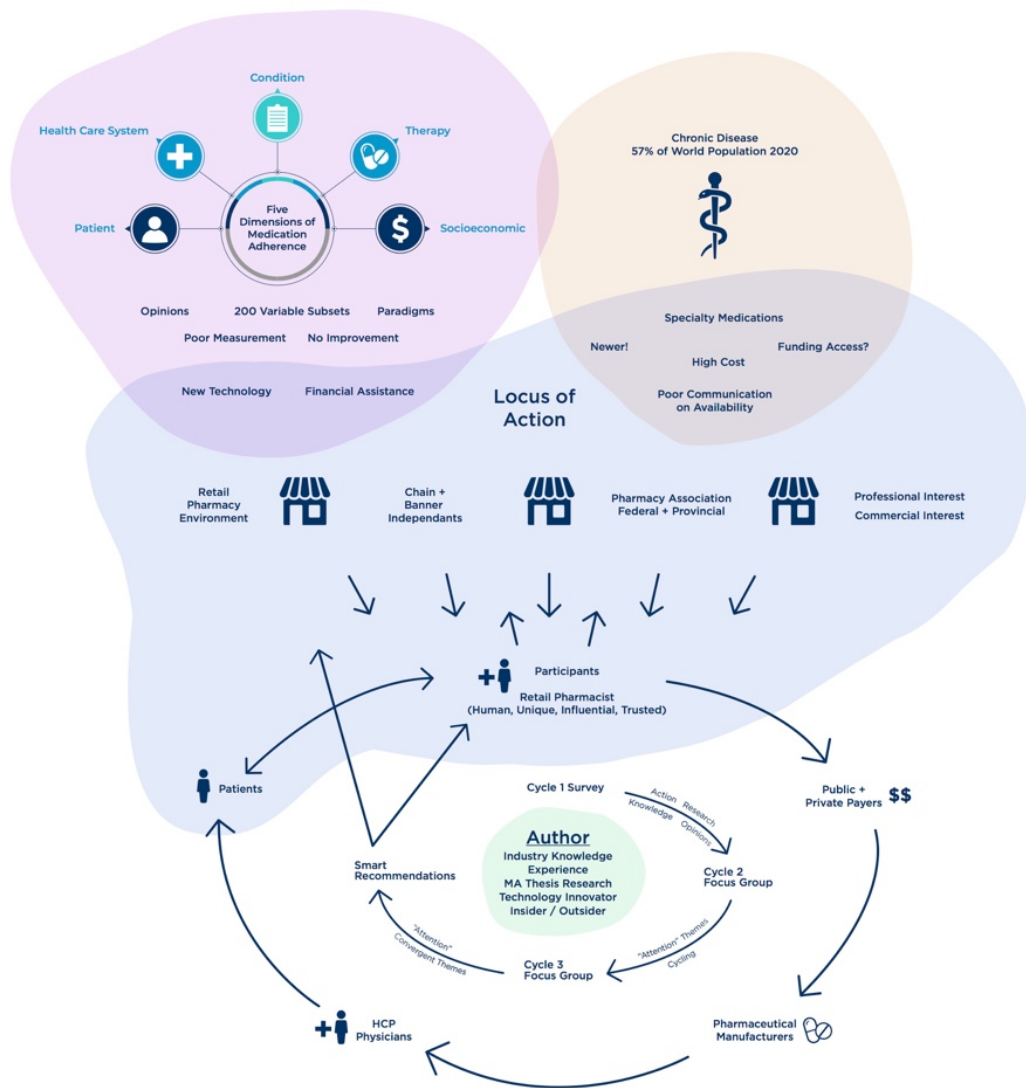 Condition
Health Care System
Therapy
Patient
Five
Dimensions of
Medication
Adherence
Socioeconomic
Opinions
200 Variable Subsets
Paradigms
Poor Measurement
No Improvement
New Technology
Financial Assistance
Chronic Disease
57% of World Population 2020
Specialty Medications
Newer!
Funding Access?
High Cost
Poor Communication
on Availability
Locus of
Action
Retail
Pharmacy
Environment
Chain +
Banner
Independants
Pharmacy Association
Federal + Provincial
Professional Interest
Commercial Interest
Participants
Retail Pharmacist
(Human, Unique, Influential, Trusted)
Patients
Public +
Private Payers
$$
Cycle 1 Survey
Action Research
Knowledge Opinions
Author
Industry Knowledge
Experience
MA Thesis Research
Technology Innovator
Insider / Outsider
Smart
Recommendations
Cycle 2
Focus Group
"Attention" Themes
Cycling
Cycle 3
Focus Group
"Attention"
Convergent Themes
HCP
Physicians
Pharmaceutical
Manufacturers